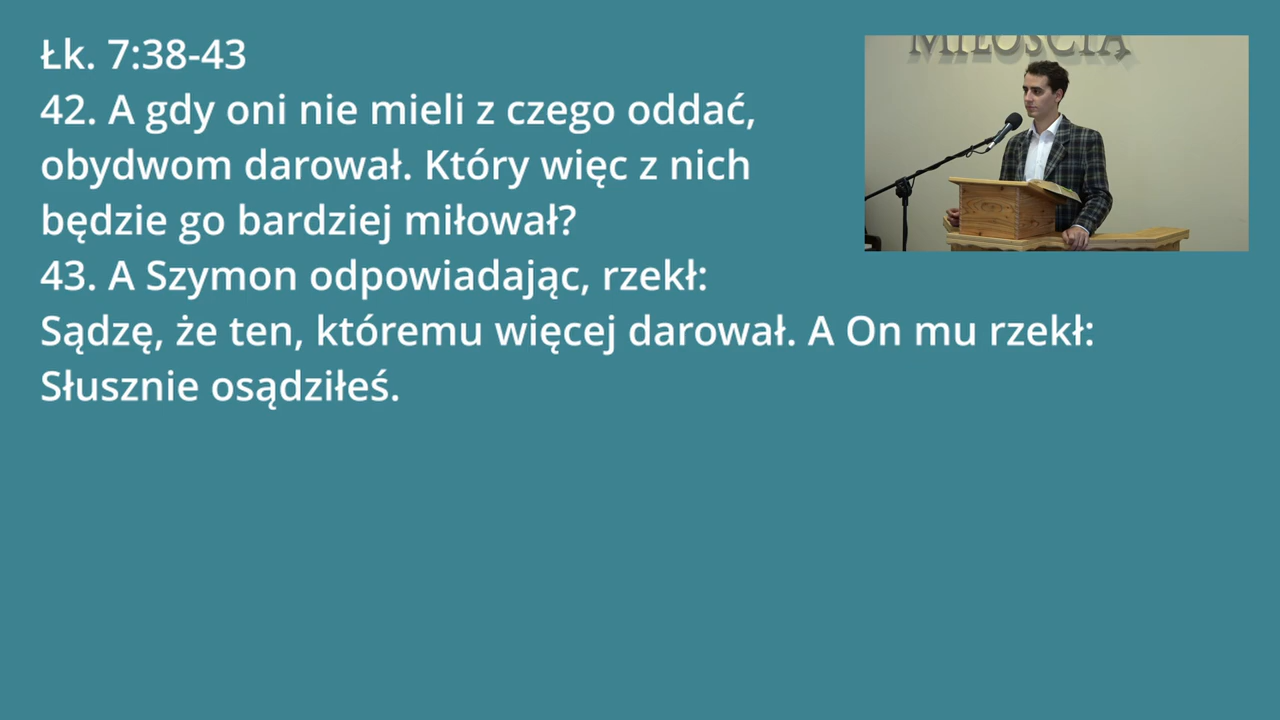 Łk. 7:38-43
42. A gdy oni nie mieli z czego oddać,
obydwom darował. Który więc z nich
będzie go bardziej miłował?
43. A Szymon odpowiadając, rzekł:
Sądzę, że ten, któremu więcej darował. A On mu rzekł:
Słusznie osądziłeś.
MIŁOŚCIĄ